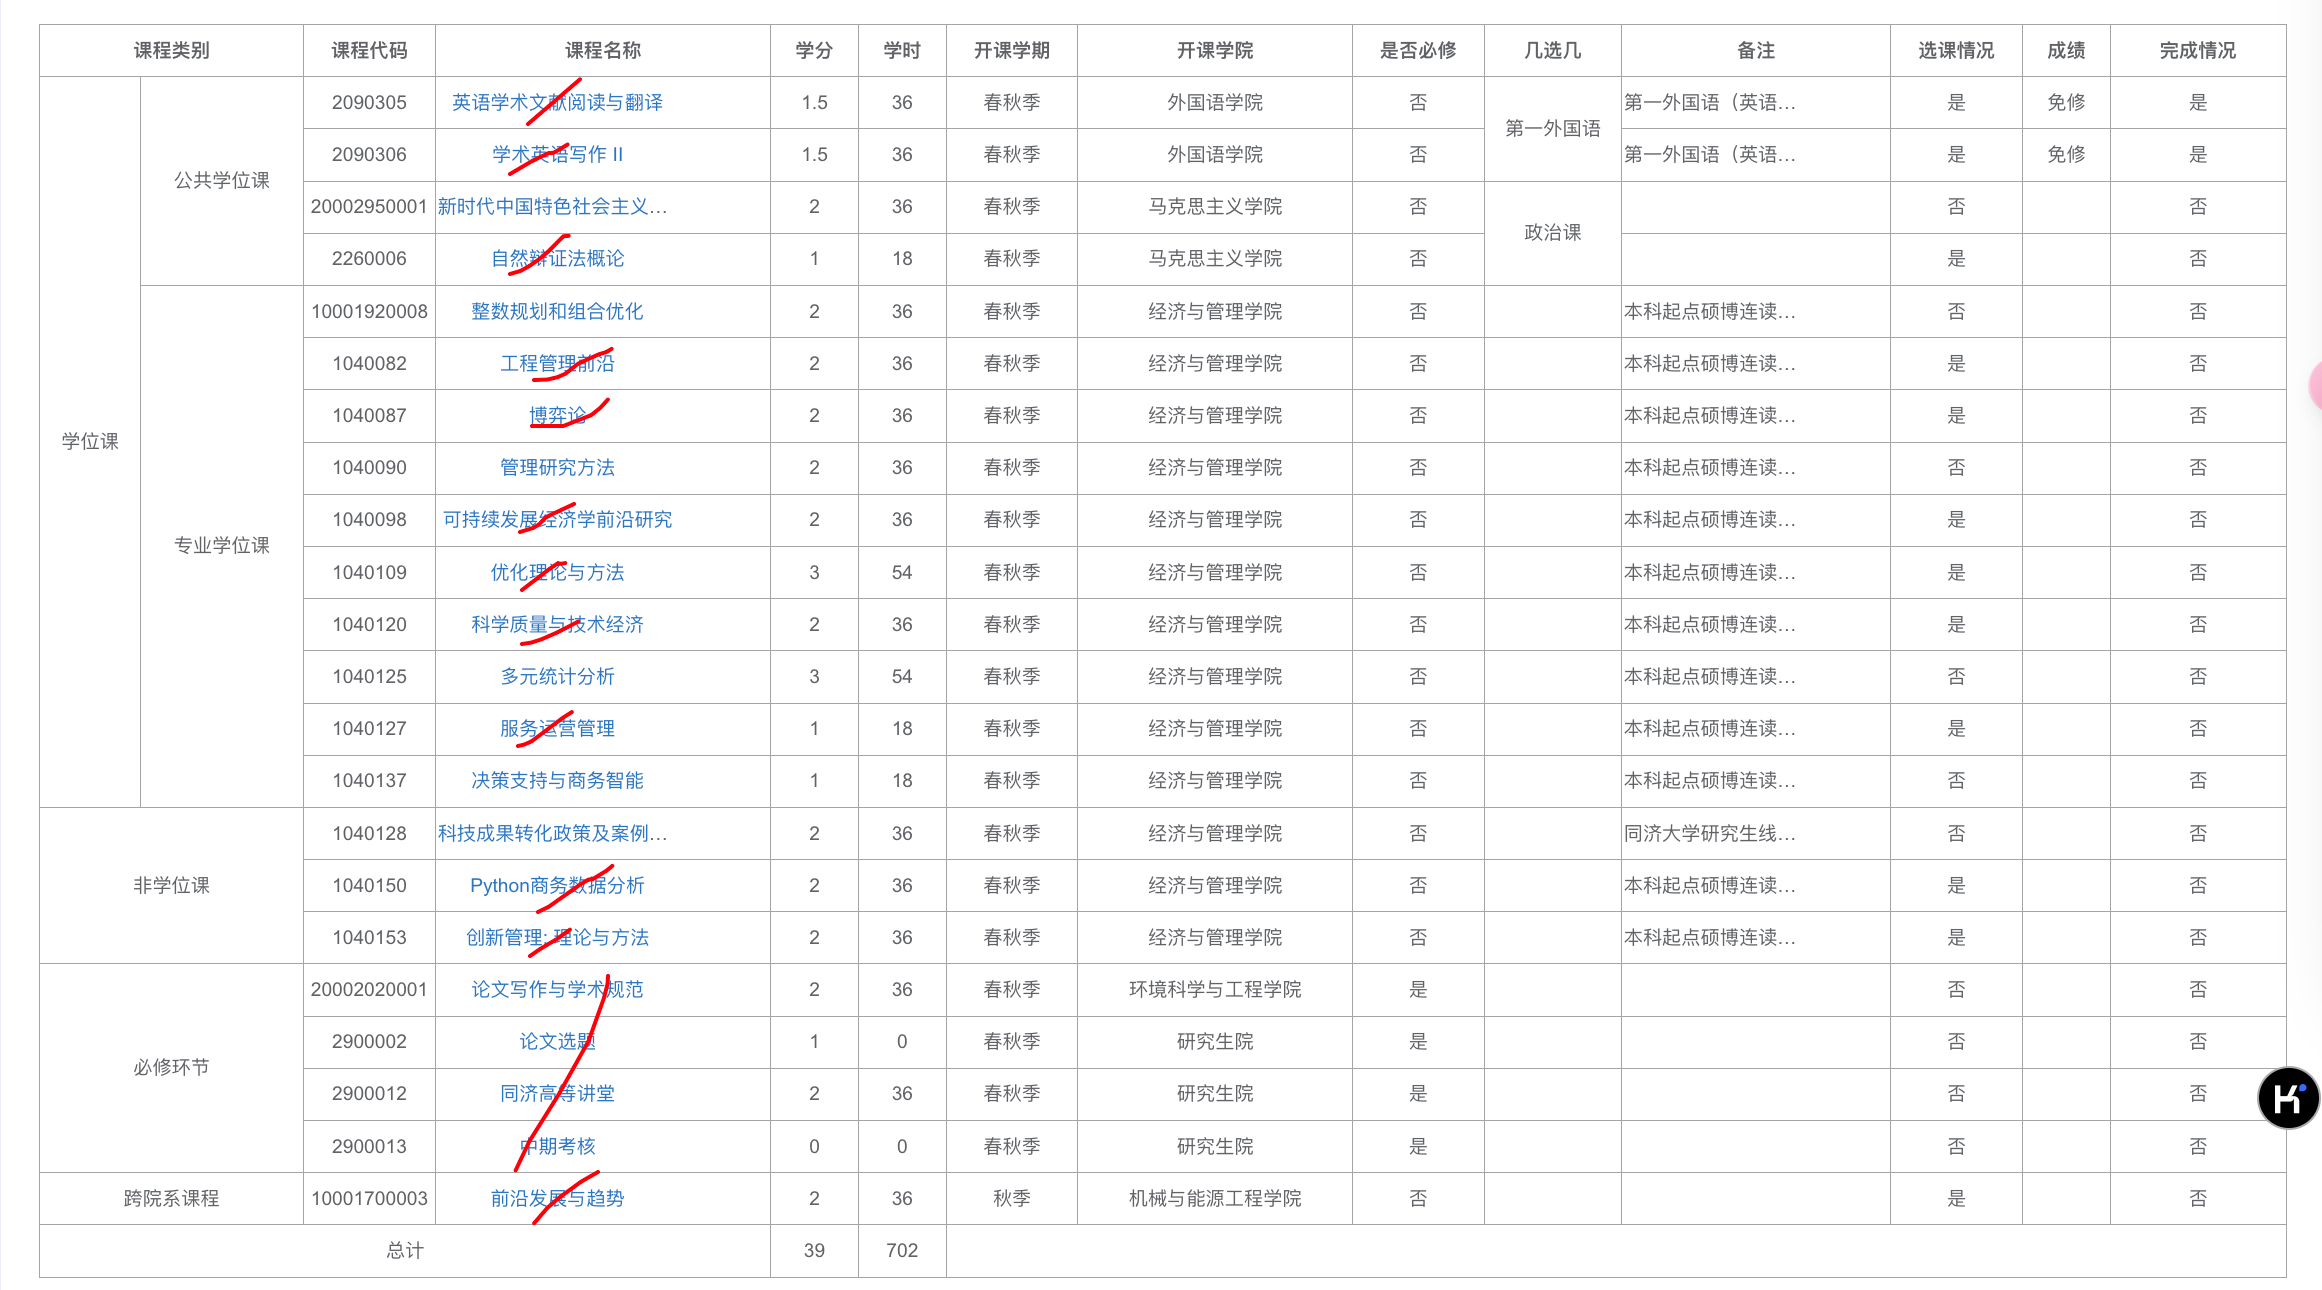 课程类别 课程代码 课程名称 学分 学时 开课学期 开课学院 是否必修 几选几 备注 选课情况 成绩 完成情况
学位课 公共学位课 2090305 英语学术文献阅读与翻译 1.5 36 春秋季 外国语学院 否 第一外国语 第一外国语（英语… 是 免修 是
2090306 学术英语写作 II 1.5 36 春秋季 外国语学院 否 第一外国语（英语… 是 免修 是
20002950001 新时代中国特色社会主义… 2 36 春秋季 马克思主义学院 否 政治课 否 否
2260006 自然辩证法概论 1 18 春秋季 马克思主义学院 否 是 否
专业学位课 10001920008 整数规划和组合优化 2 36 春秋季 经济与管理学院 否 本科起点硕博连读… 否 否
1040082 工程管理前沿 2 36 春秋季 经济与管理学院 否 本科起点硕博连读… 是 否
1040087 博弈论 2 36 春秋季 经济与管理学院 否 本科起点硕博连读… 是 否
1040090 管理研究方法 2 36 春秋季 经济与管理学院 否 本科起点硕博连读… 否 否
1040098 可持续发展经济学前沿研究 2 36 春秋季 经济与管理学院 否 本科起点硕博连读… 是 否
1040109 优化理论与方法 3 54 春秋季 经济与管理学院 否 本科起点硕博连读… 是 否
1040120 科学质量与技术经济 2 36 春秋季 经济与管理学院 否 本科起点硕博连读… 是 否
1040125 多元统计分析 3 54 春秋季 经济与管理学院 否 本科起点硕博连读… 否 否
1040127 服务运营管理 1 18 春秋季 经济与管理学院 否 本科起点硕博连读… 是 否
1040137 决策支持与商务智能 1 18 春秋季 经济与管理学院 否 本科起点硕博连读… 否 否
非学位课 1040128 科技成果转化政策及案例… 2 36 春秋季 经济与管理学院 否 同济大学研究生线… 否 否
1040150 Python商务数据分析 2 36 春秋季 经济与管理学院 否 本科起点硕博连读… 是 否
1040153 创新管理: 理论与方法 2 36 春秋季 经济与管理学院 否 本科起点硕博连读… 是 否
必修环节 20002020001 论文写作与学术规范 2 36 春秋季 环境科学与工程学院 是 否 否
2900002 论文选题 1 0 春秋季 研究生院 是 否 否
2900012 同济高等讲堂 2 36 春秋季 研究生院 是 否 否
2900013 中期考核 0 0 春秋季 研究生院 是 否 否
跨院系课程 10001700003 前沿发展与趋势 2 36 秋季 机械与能源工程学院 否 是 否
总计 39 702
K